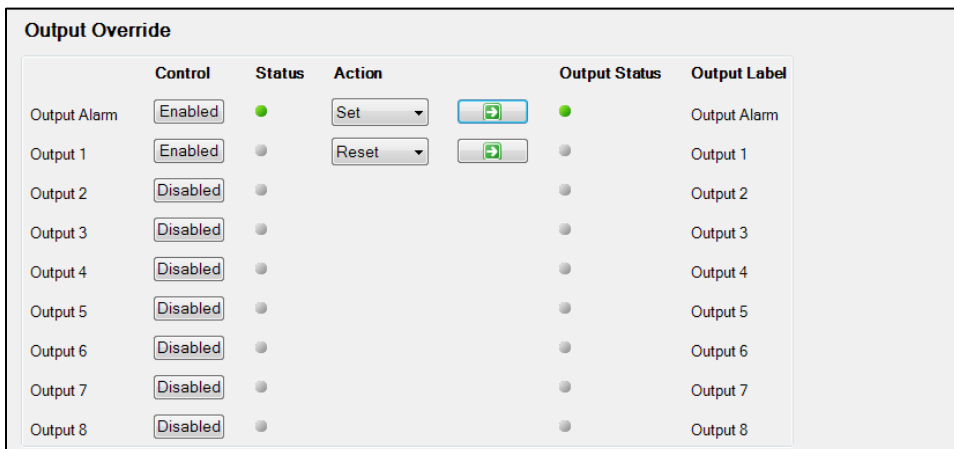 Output Override
Control Status Action Output Status Output Label
Output Alarm Enabled Set Output Alarm
Output 1 Enabled Reset Output 1
Output 2 Disabled Output 2
Output 3 Disabled Output 3
Output 4 Disabled Output 4
Output 5 Disabled Output 5
Output 6 Disabled Output 6
Output 7 Disabled Output 7
Output 8 Disabled Output 8